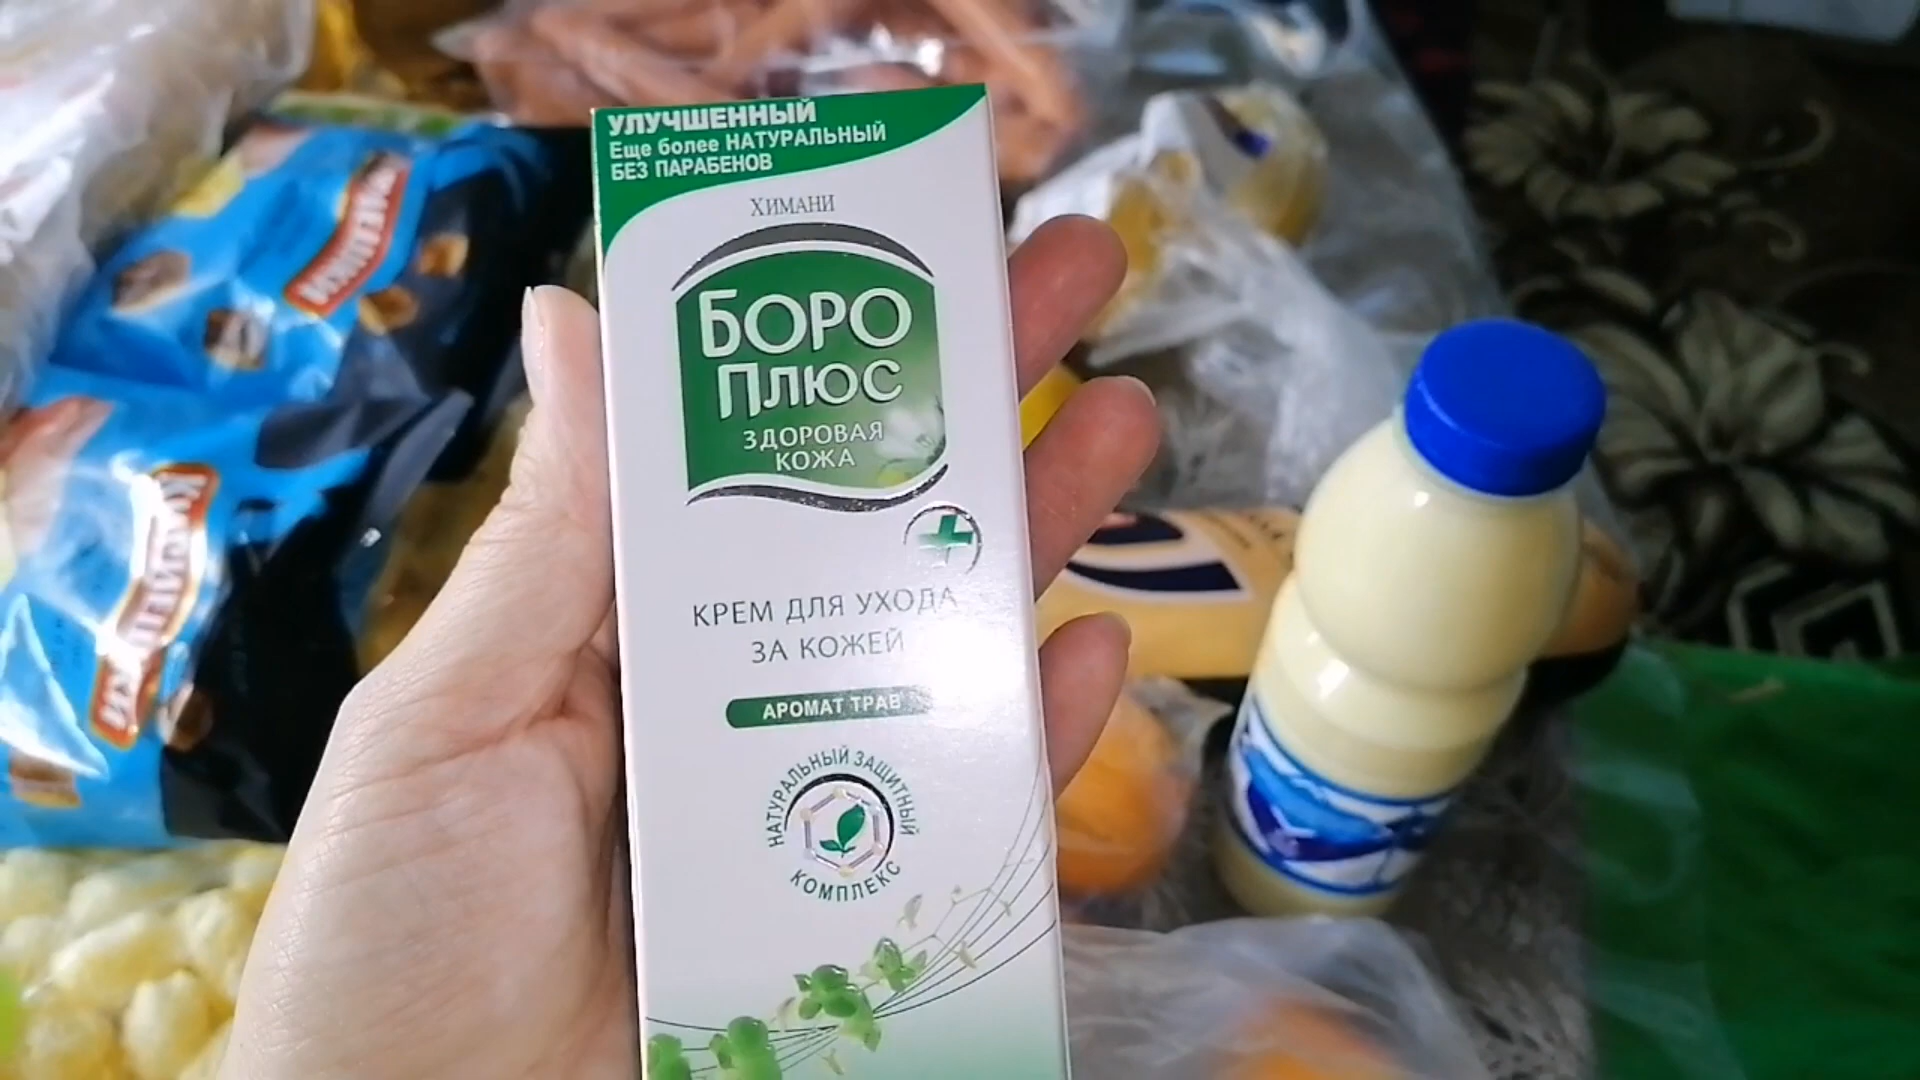 УЛУЧШЕННЫЙ
Еще более НАТУРАЛЬНЫЙ
БЕЗ ПАРАБЕНОВ
ХИМАНИ
БОРО
ПЛЮС
ЗДОРОВАЯ
КОЖА
КРЕМ ДЛЯ УХОДА
ЗА КОЖЕЙ
АРОМАТ ТРАВ
НАТУРАЛЬНЫЙ ЗАЩИТНЫЙ
КОМПЛЕКС